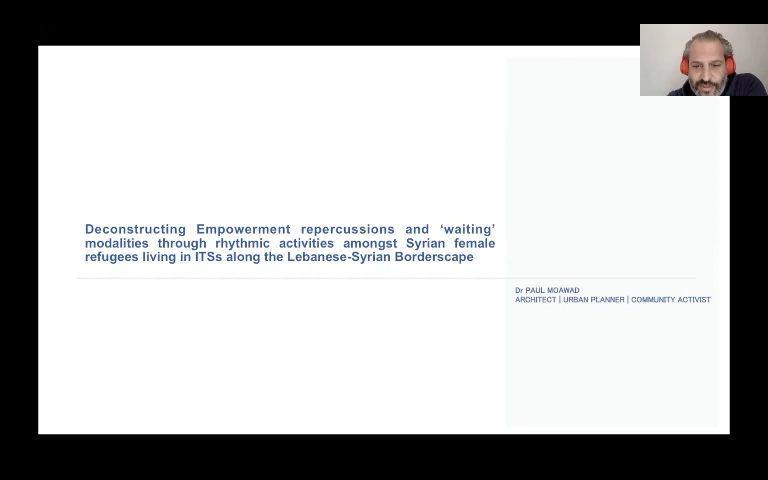 Deconstructing Empowerment repercussions and ‘waiting’
modalities through rhythmic activities amongst Syrian female
refugees living in ITSs along the Lebanese-Syrian Borderscape
Dr PAUL MOAWAD
ARCHITECT | URBAN PLANNER | COMMUNITY ACTIVIST